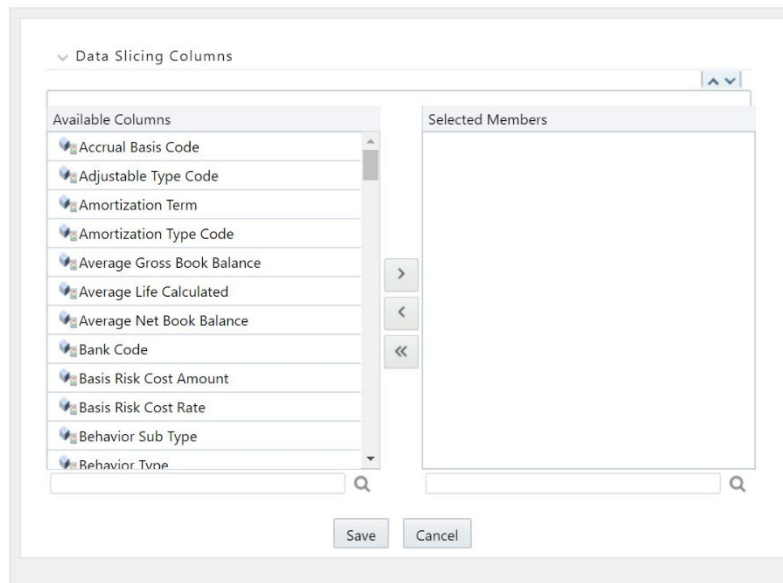 Data Slicing Columns
Available Columns
Accrual Basis Code
Adjustable Type Code
Amortization Term
Amortization Type Code
Average Gross Book Balance
Average Life Calculated
Average Net Book Balance
Bank Code
Basis Risk Cost Amount
Basis Risk Cost Rate
Behavior Sub Type
Behavior Type
Selected Members
Save
Cancel